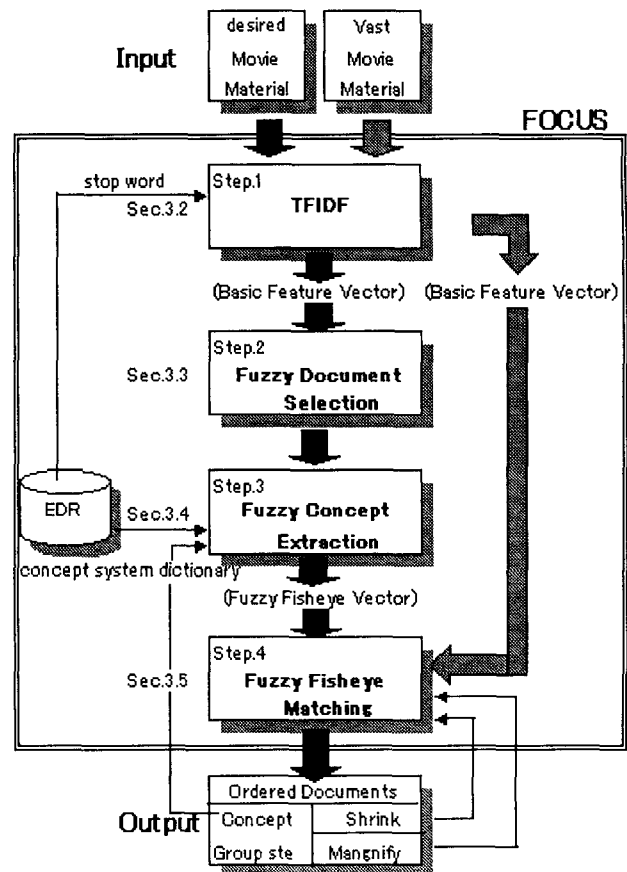 Input
desired
Movie
Material
Vast
Movie
Material
FOCUS
stop word
Sec.3.2
Step.1
TFIDF
(Basic Feature Vector)
(Basic Feature Vector)
Sec.3.3
Step.2
Fuzzy Document
Selection
EDR
Sec.3.4
Step.3
Fuzzy Concept
Extraction
concept system dictionary
(Fuzzy Fisheye Vector)
Sec.3.5
Step.4
Fuzzy Fisheye
Matching
Output
Ordered Documents
Concept
Shrink
Group ste
Mangnify